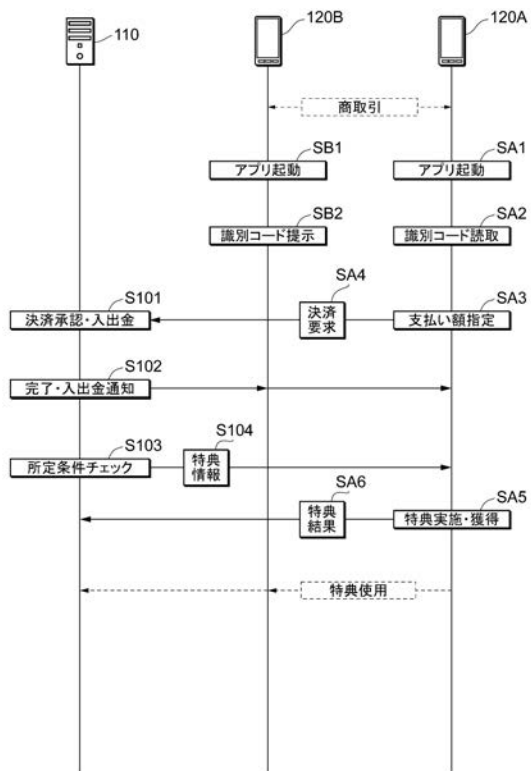 110
120B
120A
商取引
SB1
SA1
アプリ起動
アプリ起動
SB2
SA2
識別コード提示
識別コード読取
SA4
S101
SA3
決済承認・入出金
決済
要求
支払い額指定
S102
完了・入出金通知
S103
S104
所定条件チェック
特典
情報
SA6
SA5
特典
結果
特典実施・獲得
特典使用